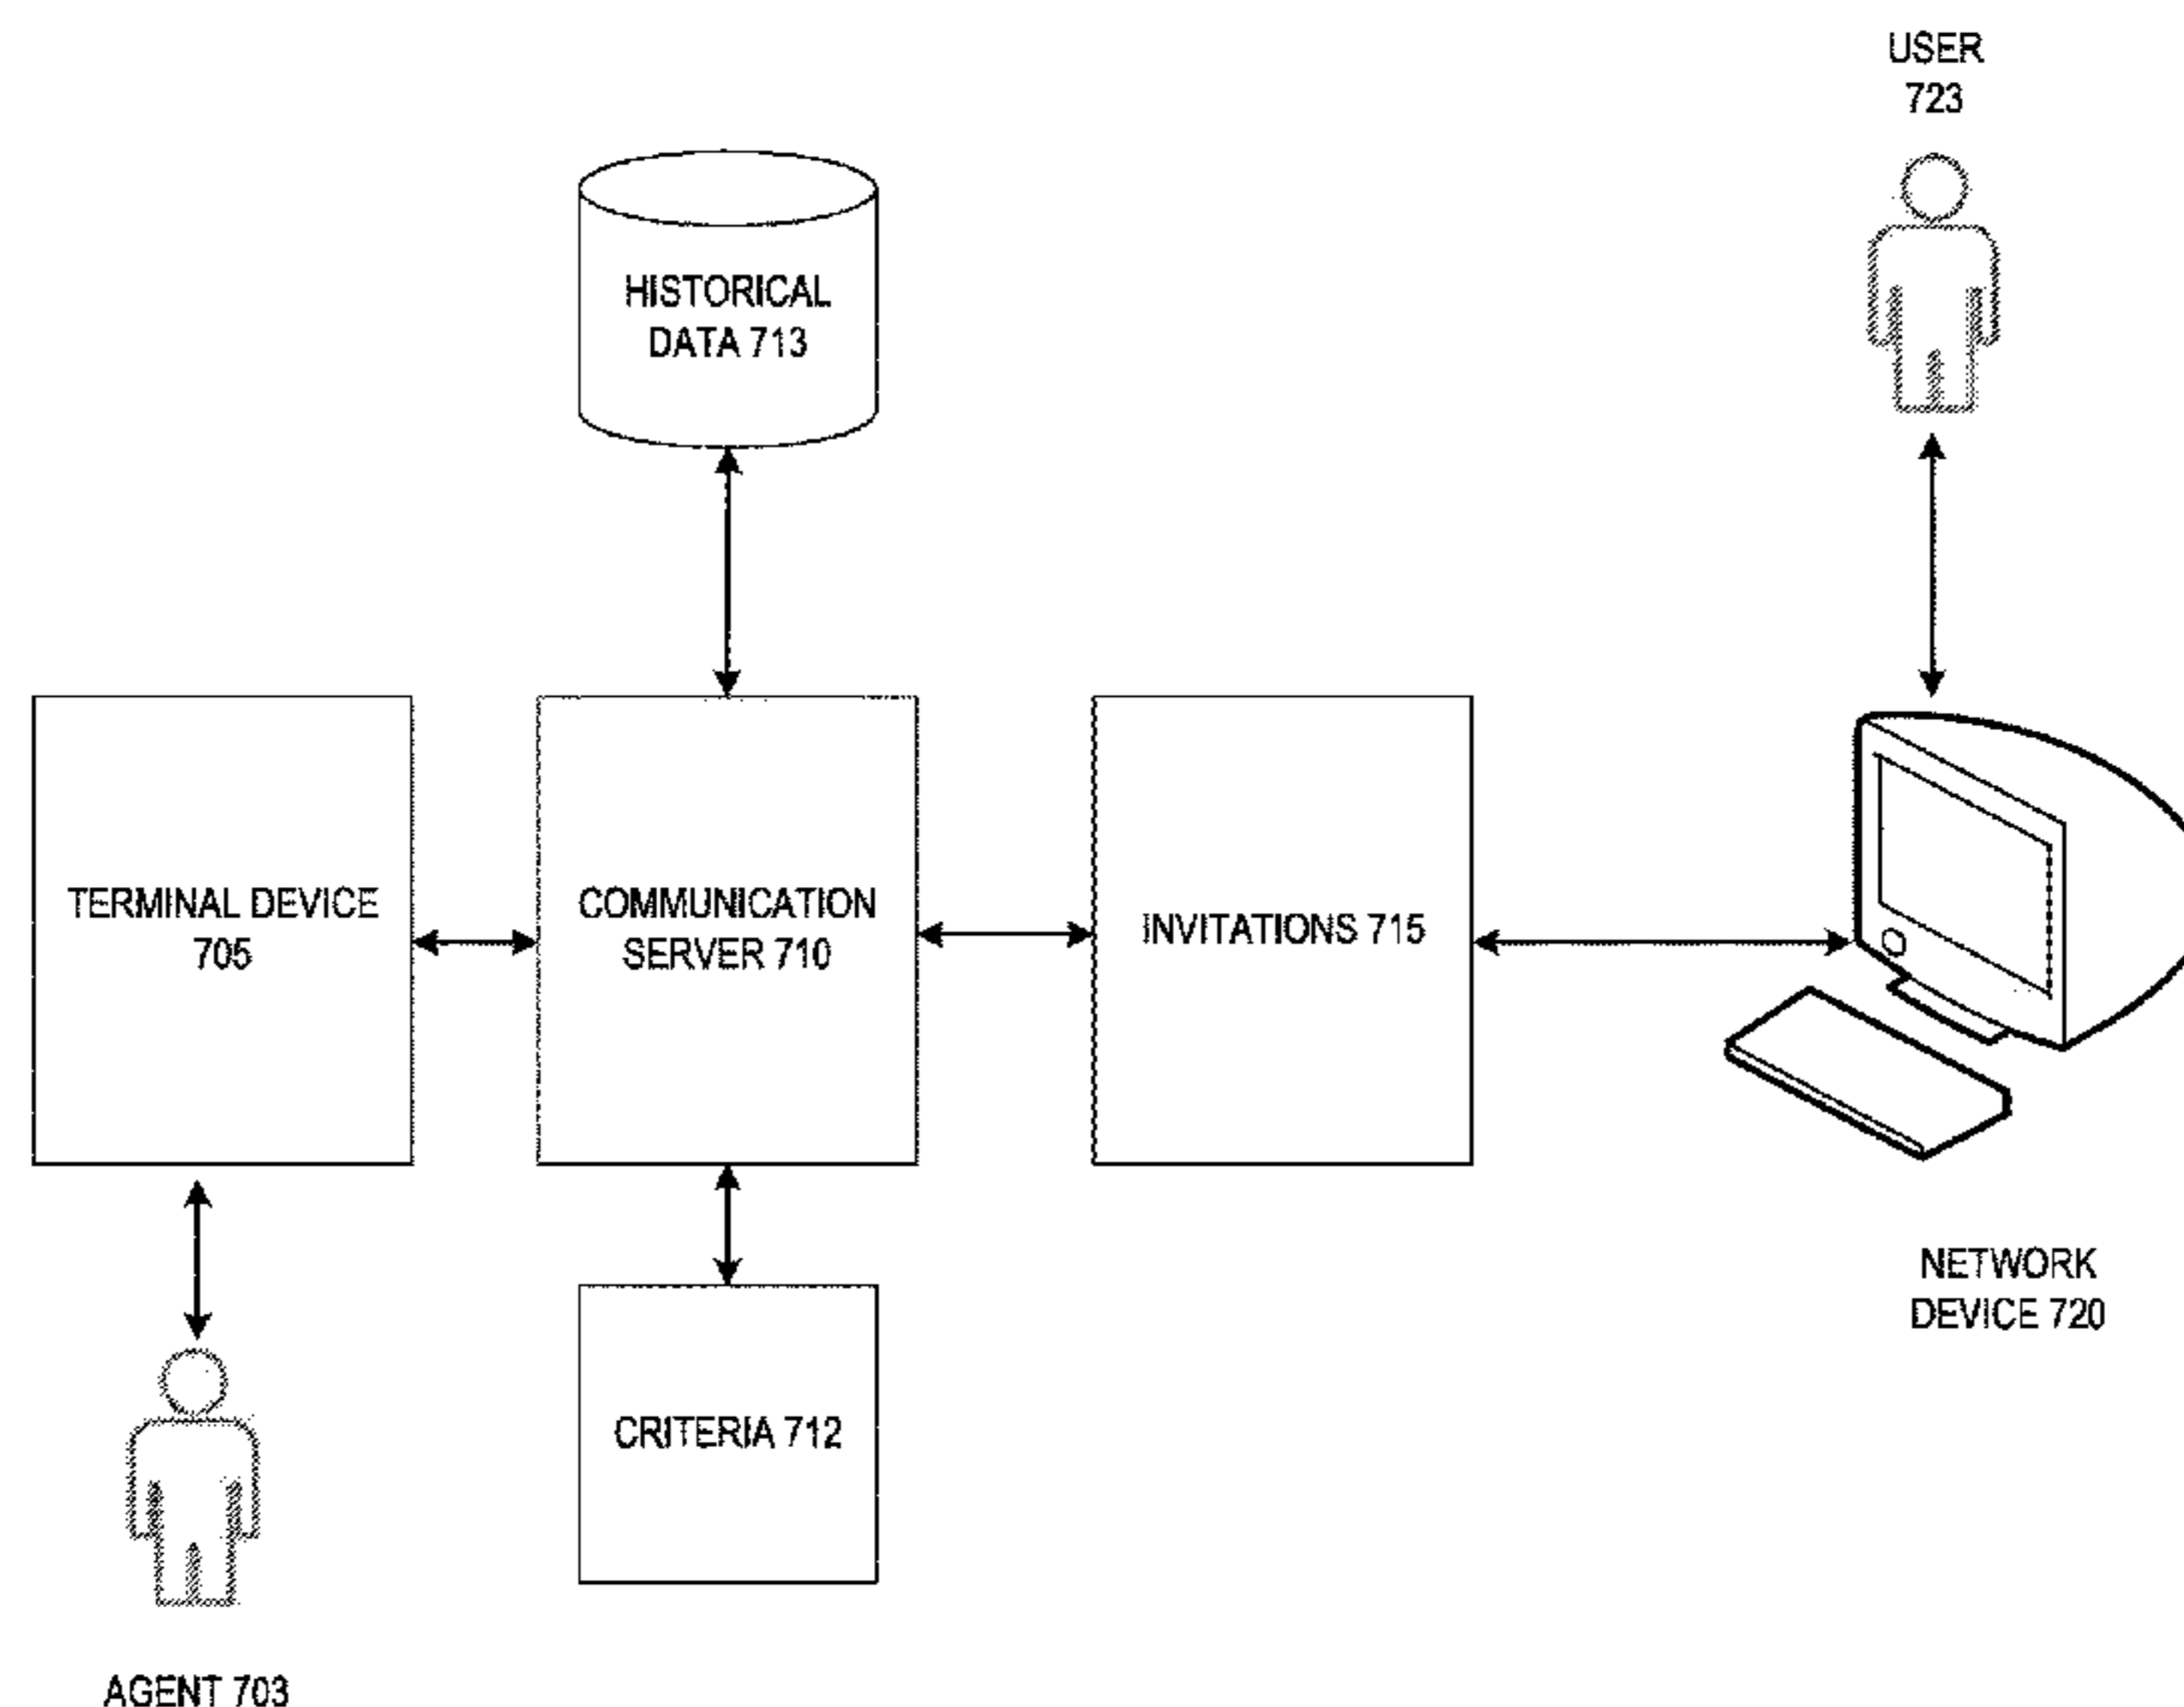 USER
723
HISTORICAL
DATA 713
TERMINAL DEVICE
705
COMMUNICATION
SERVER 710
INVITATIONS 715
NETWORK
DEVICE 720
CRITERIA 712
AGENT 703